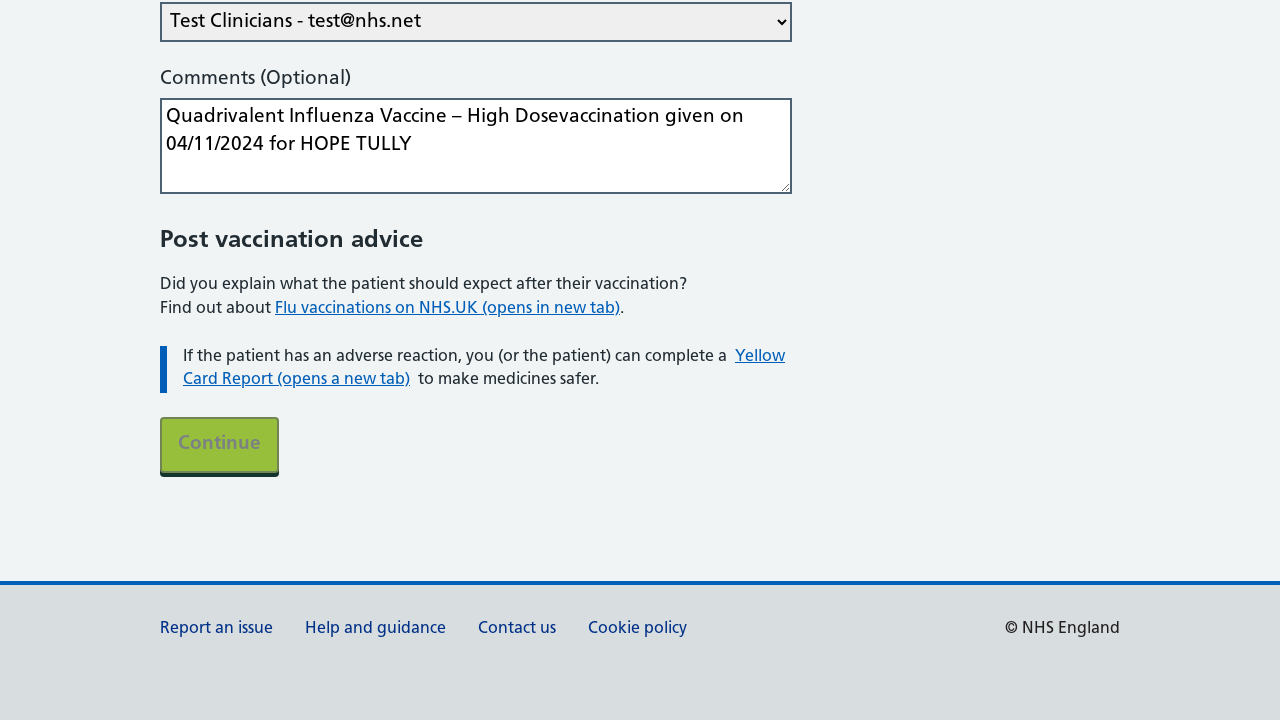 Test Clinicians - test@nhs.net
Comments (Optional)
Quadrivalent Influenza Vaccine – High Dosevaccination given on
04/11/2024 for HOPE TULLY
Post vaccination advice
Did you explain what the patient should expect after their vaccination?
Find out about Flu vaccinations on NHS.UK (opens in new tab).
If the patient has an adverse reaction, you (or the patient) can complete a Yellow
Card Report (opens a new tab) to make medicines safer.
Continue
Report an issue Help and guidance Contact us Cookie policy © NHS England